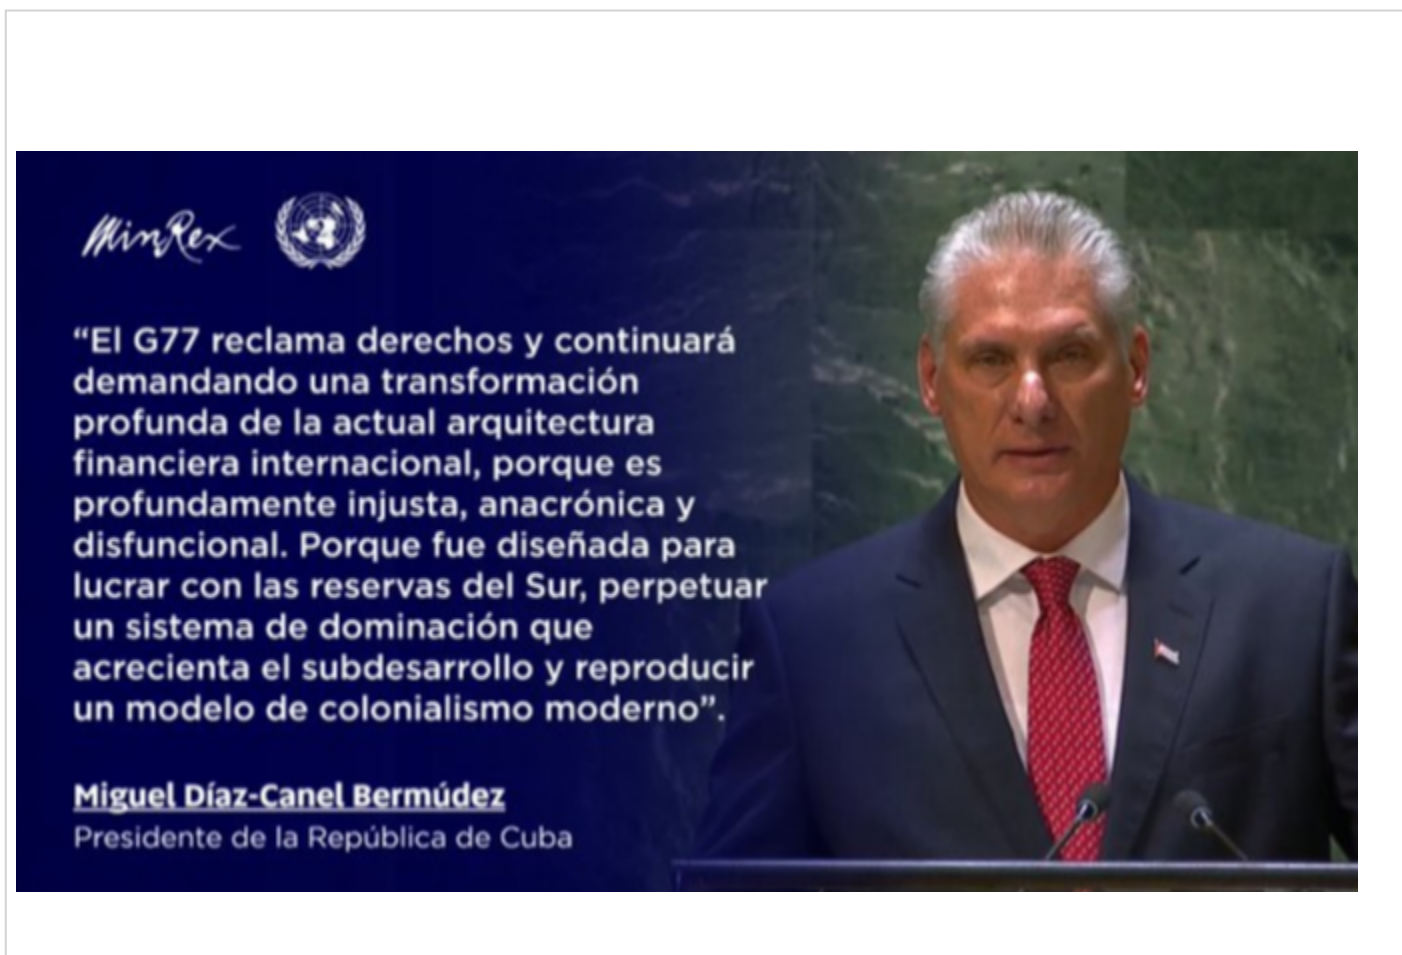 MinRex
“El G77 reclama derechos y continuará
demandando una transformación
profunda de la actual arquitectura
financiera internacional, porque es
profundamente injusta, anacrónica y
disfuncional. Porque fue diseñada para
lucrar con las reservas del Sur, perpetuar
un sistema de dominación que
acrecienta el subdesarrollo y reproducir
un modelo de colonialismo moderno”.
Miguel Díaz-Canel Bermúdez
Presidente de la República de Cuba